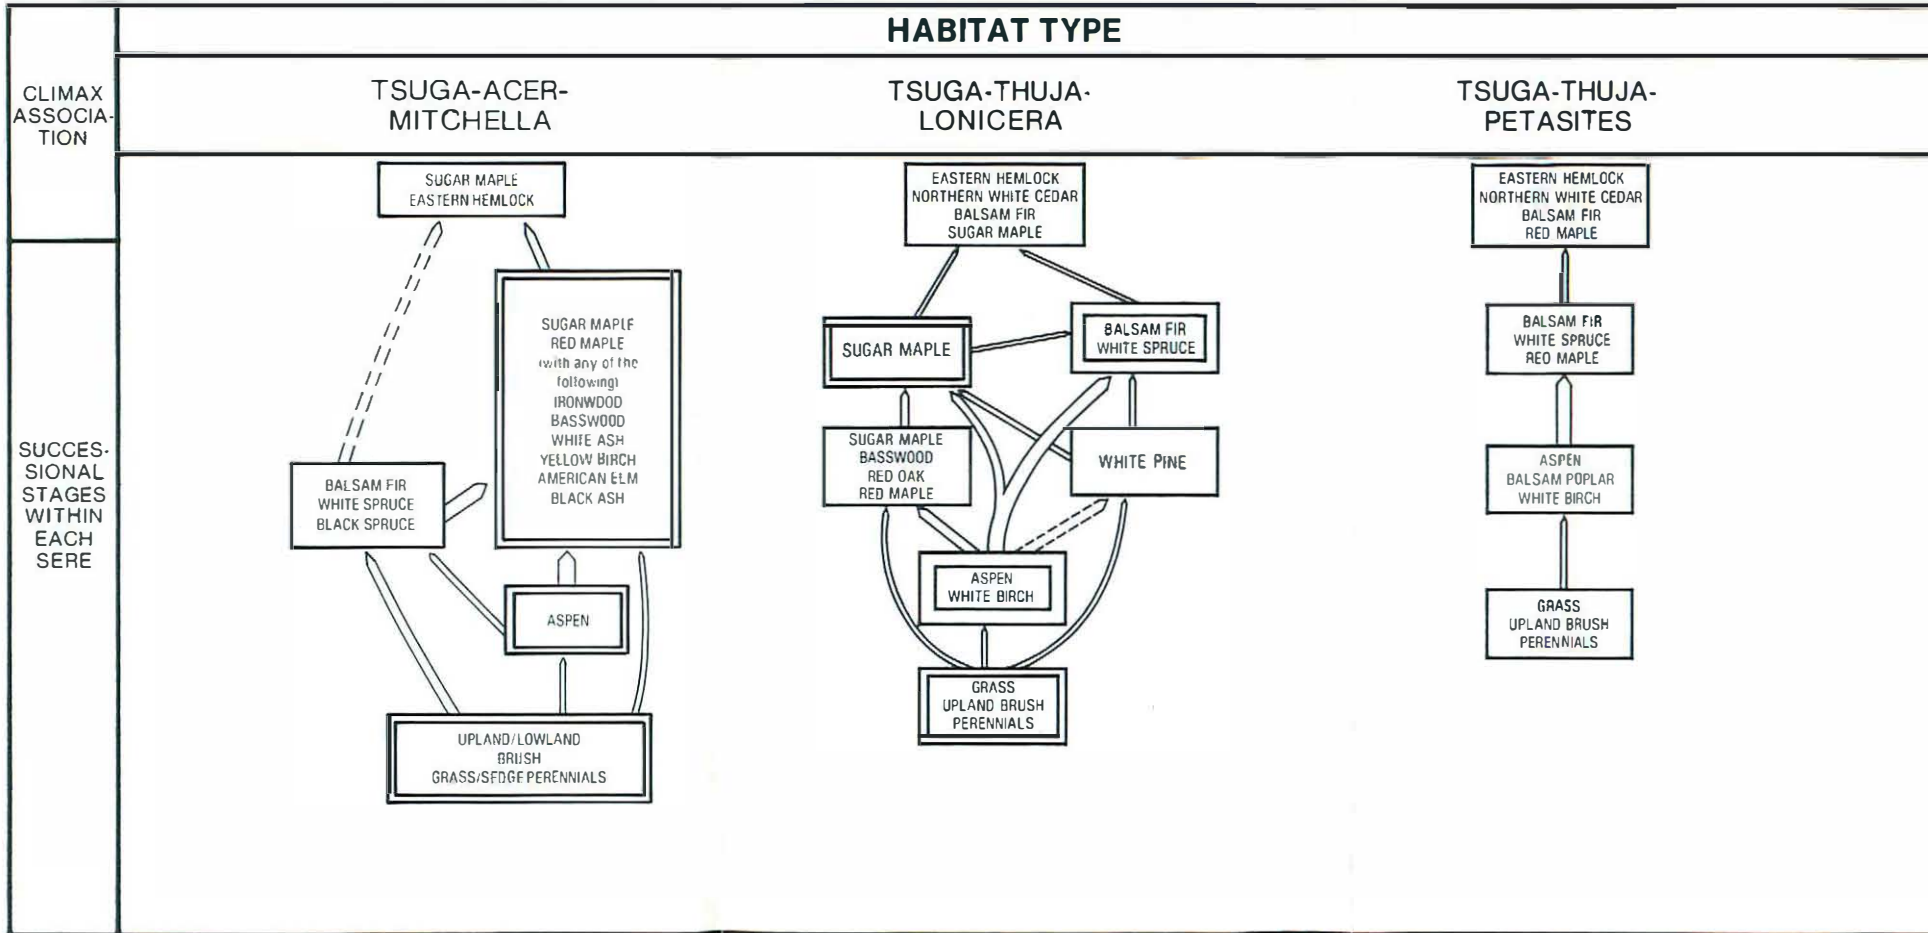 HABITAT TYPE
CLIMAX
ASSOCIA-
TION
TSUGA-ACER-
MITCHELLA
TSUGA-THUJA-
LONICERA
TSUGA-THUJA-
PETASITES
SUCCES-
SIONAL
STAGES
WITHIN
EACH
SERE
SUGAR MAPLE
EASTERN HEMLOCK
SUGAR MAPLE
RED MAPLE
(with any of the
following)
IRONWOOD
BASSWOOD
WHITE ASH
YELLOW BIRCH
AMERICAN ELM
BLACK ASH
BALSAM FIR
WHITE SPRUCE
BLACK SPRUCE
ASPEN
UPLAND/LOWLAND
BRUSH
GRASS/SEDGE PERENNIALS
EASTERN HEMLOCK
NORTHERN WHITE CEDAR
BALSAM FIR
SUGAR MAPLE
SUGAR MAPLE
BALSAM FIR
WHITE SPRUCE
SUGAR MAPLE
BASSWOOD
RED OAK
RED MAPLE
WHITE PINE
ASPEN
WHITE BIRCH
GRASS
UPLAND BRUSH
PERENNIALS
EASTERN HEMLOCK
NORTHERN WHITE CEDAR
BALSAM FIR
RED MAPLE
BALSAM FIR
WHITE SPRUCE
RED MAPLE
ASPEN
BALSAM POPLAR
WHITE BIRCH
GRASS
UPLAND BRUSH
PERENNIALS